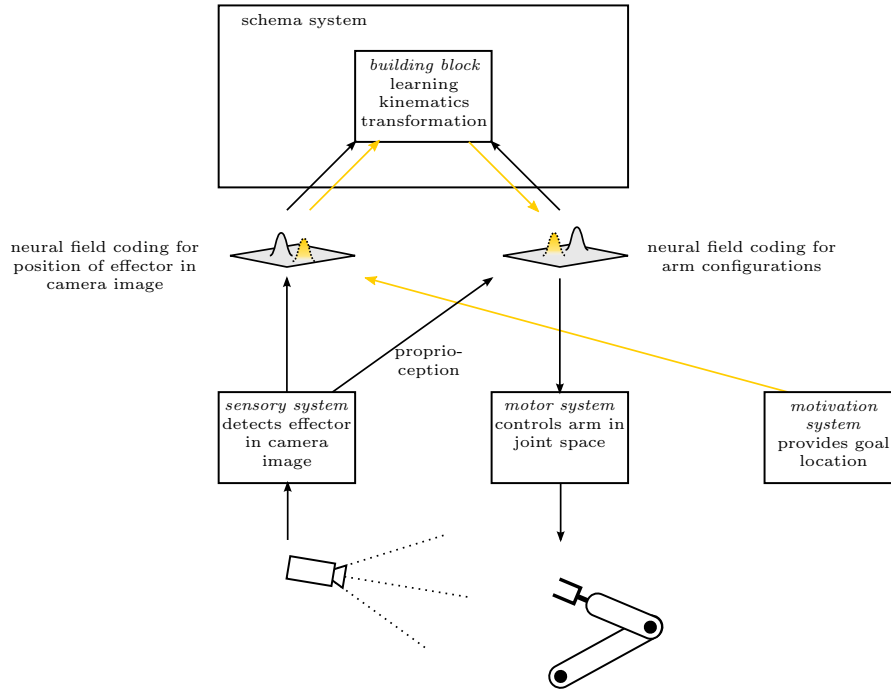 schema system
building block
learning
kinematics
transformation
neural field coding for
position of effector in
camera image
neural field coding for
arm configurations
proprio-
ception
sensory system
detects effector
in camera
image
motor system
controls arm in
joint space
motivation
system
provides goal
location